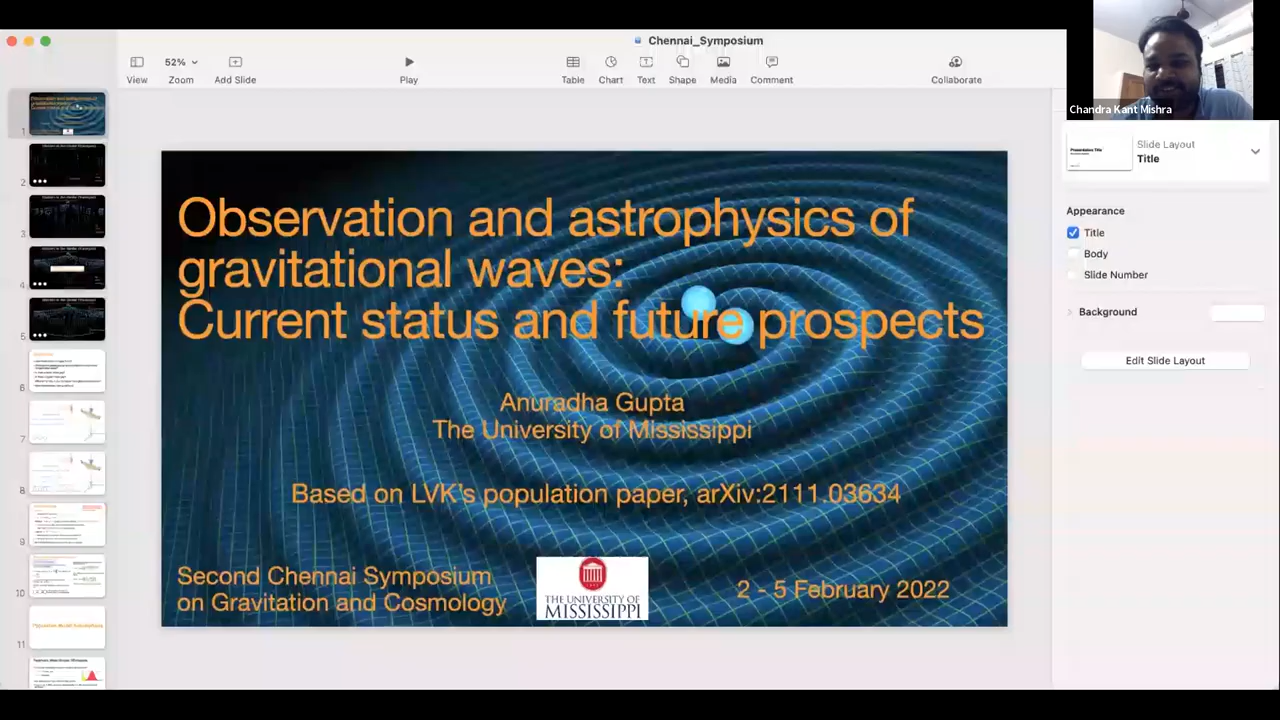 Chennai_Symposium
52%
View
Zoom
Add Slide
Play
Table
Chart
Text
Shape
Media
Comment
Collaborate
Chandra Kant Mishra
1
2
3
4
5
6
7
8
9
10
11
Observation and astrophysics of
gravitational waves:
Current status and future prospects
Anuradha Gupta
The University of Mississippi
Based on LVK's population paper, arXiv:2111.03634
Second Chennai Symposium
on Gravitation and Cosmology
THE UNIVERSITY OF
MISSISSIPPI
2 - 5 February 2022
Presentation Title
Slide Layout
Title
Appearance
Title
Body
Slide Number
Background
Edit Slide Layout